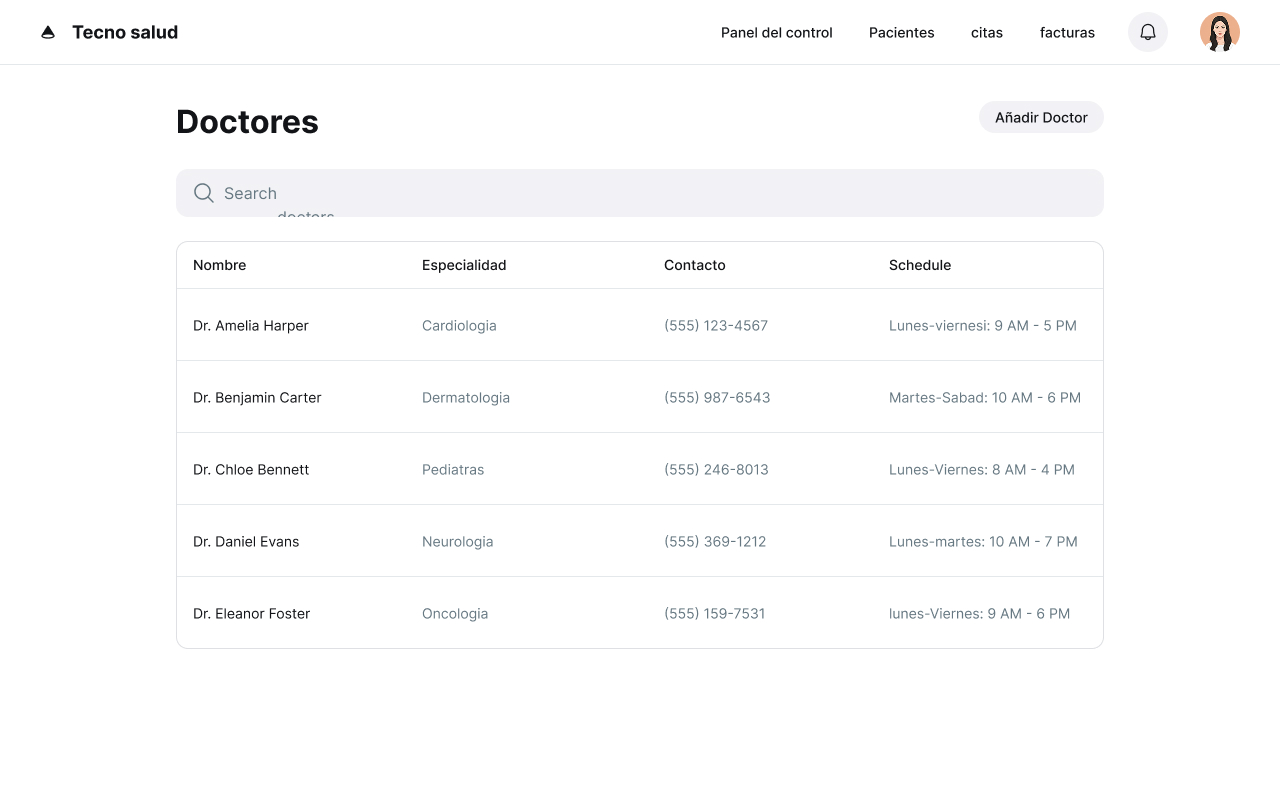 Tecno salud
Panel del control
Pacientes
citas
facturas
Doctores
Añadir Doctor
Search
doctors
Nombre
Especialidad
Contacto
Schedule
Dr. Amelia Harper
Cardiologia
(555) 123-4567
Lunes-viernesi: 9 AM - 5 PM
Dr. Benjamin Carter
Dermatologia
(555) 987-6543
Martes-Sabad: 10 AM - 6 PM
Dr. Chloe Bennett
Pediatras
(555) 246-8013
Lunes-Viernes: 8 AM - 4 PM
Dr. Daniel Evans
Neurologia
(555) 369-1212
Lunes-martes: 10 AM - 7 PM
Dr. Eleanor Foster
Oncologia
(555) 159-7531
lunes-Viernes: 9 AM - 6 PM